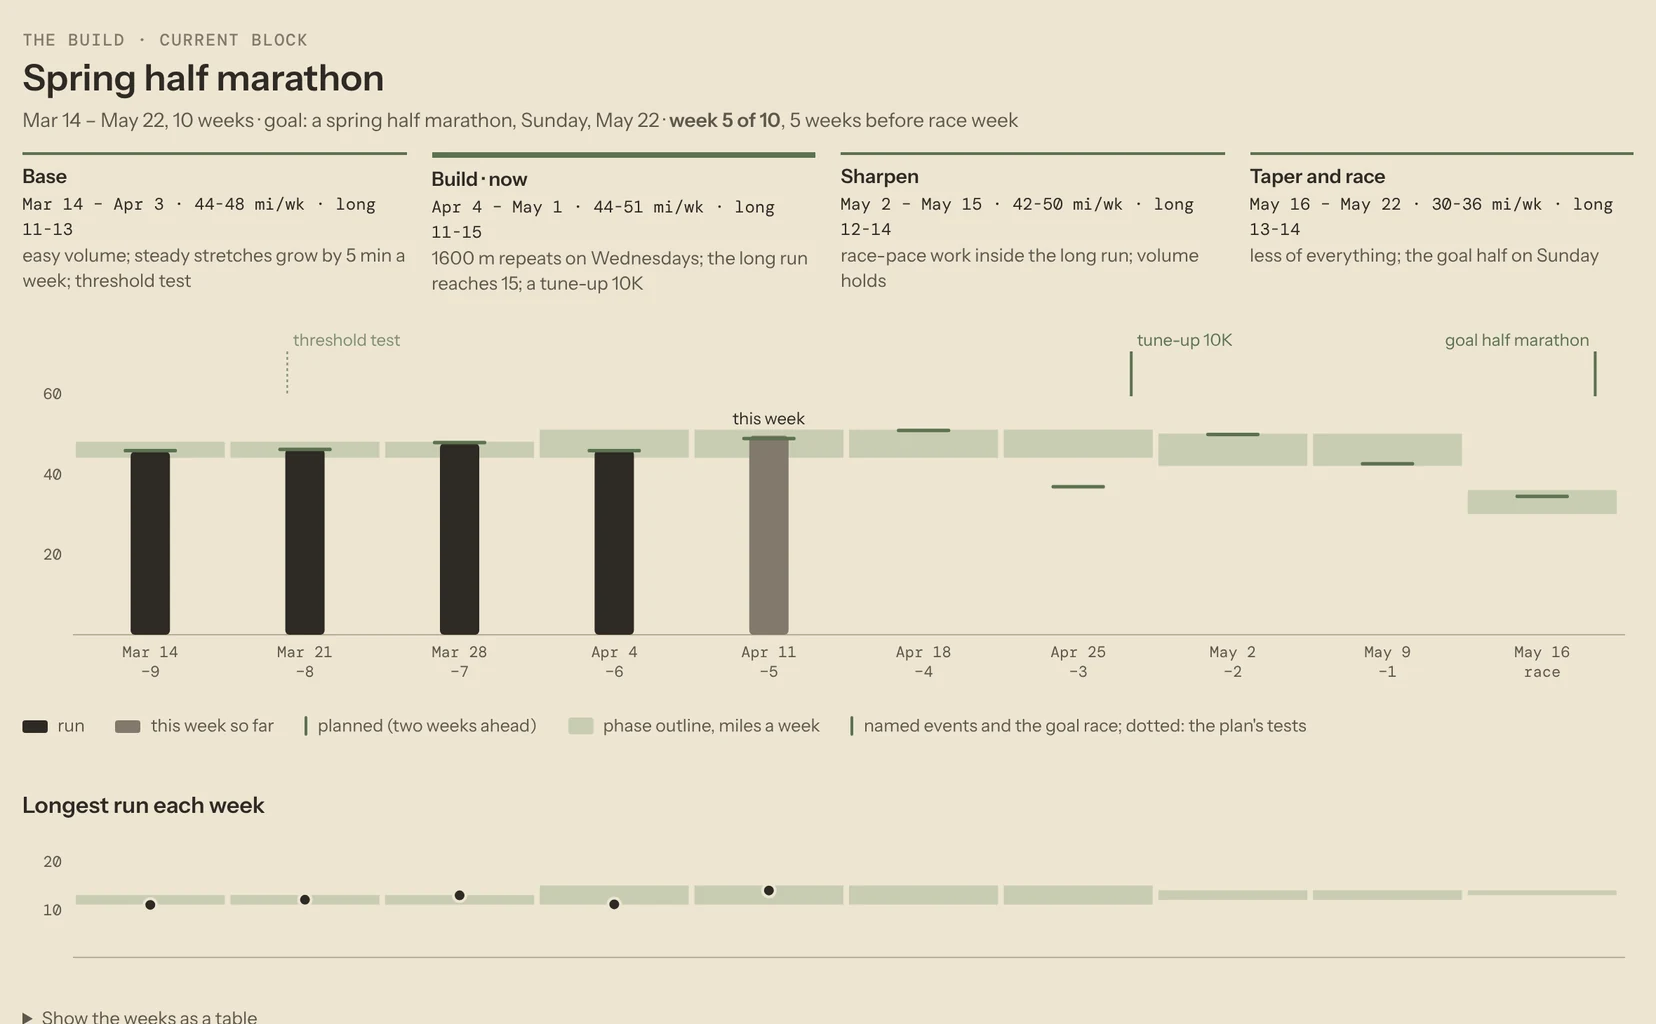 THE BUILD · CURRENT BLOCK
Spring half marathon
Mar 14 – May 22, 10 weeks · goal: a spring half marathon, Sunday, May 22 · week 5 of 10, 5 weeks before race week
Base
Mar 14 – Apr 3 · 44-48 mi/wk · long
11-13
easy volume; steady stretches grow by 5 min a
week; threshold test
Build · now
Apr 4 – May 1 · 44-51 mi/wk · long
11-15
1600 m repeats on Wednesdays; the long run
reaches 15; a tune-up 10K
Sharpen
May 2 – May 15 · 42-50 mi/wk · long
12-14
race-pace work inside the long run; volume
holds
Taper and race
May 16 – May 22 · 30-36 mi/wk · long
13-14
less of everything; the goal half on Sunday
threshold test
tune-up 10K
goal half marathon
60
this week
40
20
Mar 14 Mar 21 Mar 28 Apr 4 Apr 11 Apr 18 Apr 25 May 2 May 9 May 16
−9 −8 −7 −6 −5 −4 −3 −2 −1 race
run this week so far planned (two weeks ahead) phase outline, miles a week named events and the goal race; dotted: the plan's tests
Longest run each week
20
10
▶ Show the weeks as a table